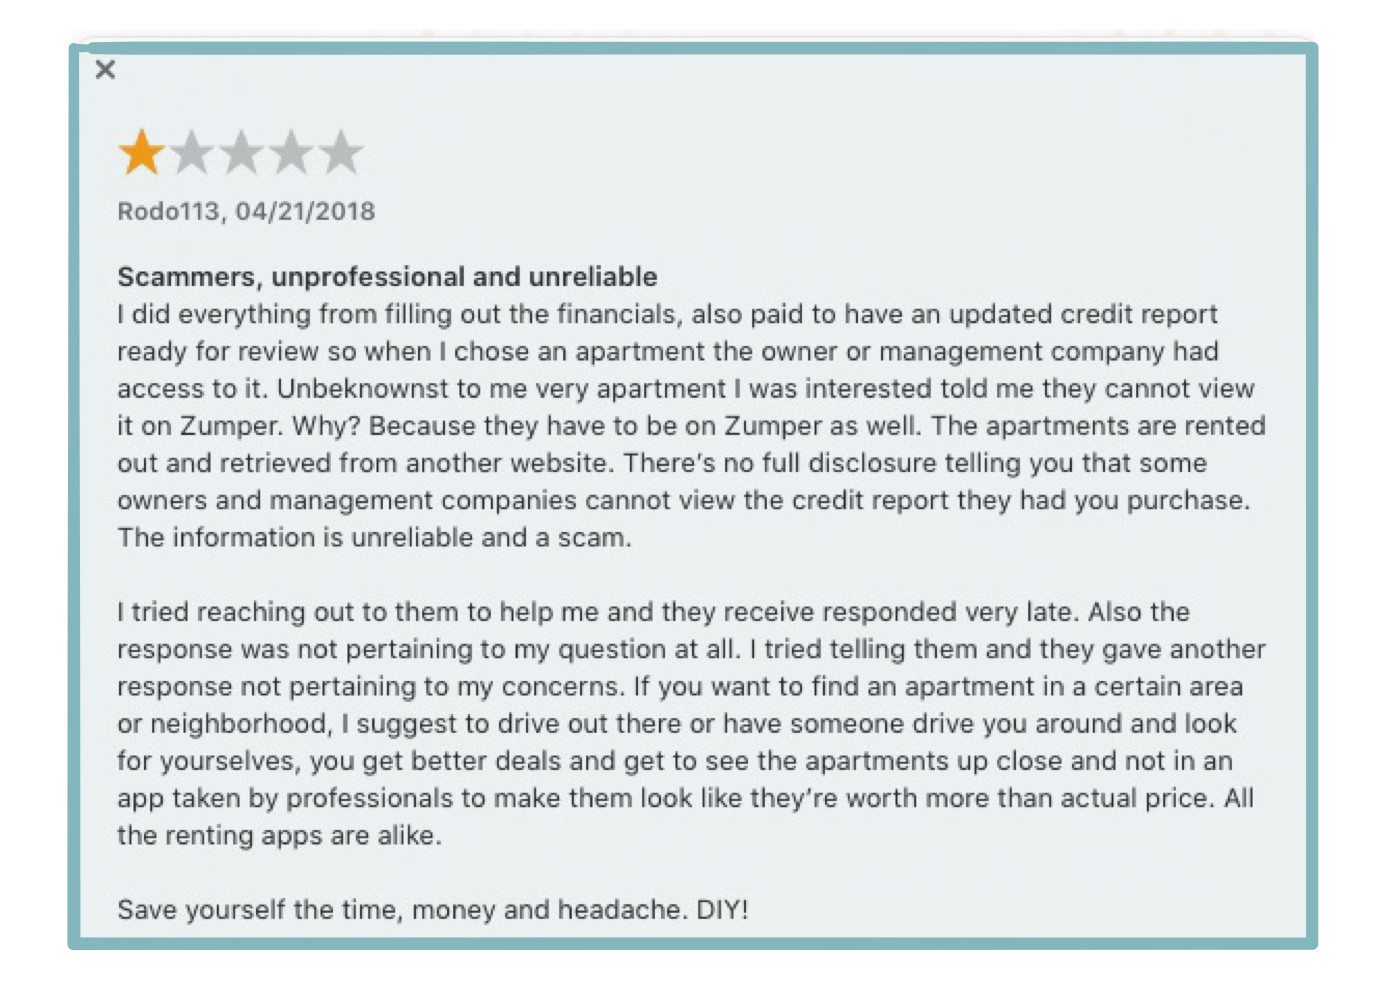 ×
Rodo113, 04/21/2018
Scammers, unprofessional and unreliable
I did everything from filling out the financials, also paid to have an updated credit report
ready for review so when I chose an apartment the owner or management company had
access to it. Unbeknownst to me very apartment I was interested told me they cannot view
it on Zumper. Why? Because they have to be on Zumper as well. The apartments are rented
out and retrieved from another website. There's no full disclosure telling you that some
owners and management companies cannot view the credit report they had you purchase.
The information is unreliable and a scam.
I tried reaching out to them to help me and they receive responded very late. Also the
response was not pertaining to my question at all. I tried telling them and they gave another
response not pertaining to my concerns. If you want to find an apartment in a certain area
or neighborhood, I suggest to drive out there or have someone drive you around and look
for yourselves, you get better deals and get to see the apartments up close and not in an
app taken by professionals to make them look like they're worth more than actual price. All
the renting apps are alike.
Save yourself the time, money and headache. DIY!